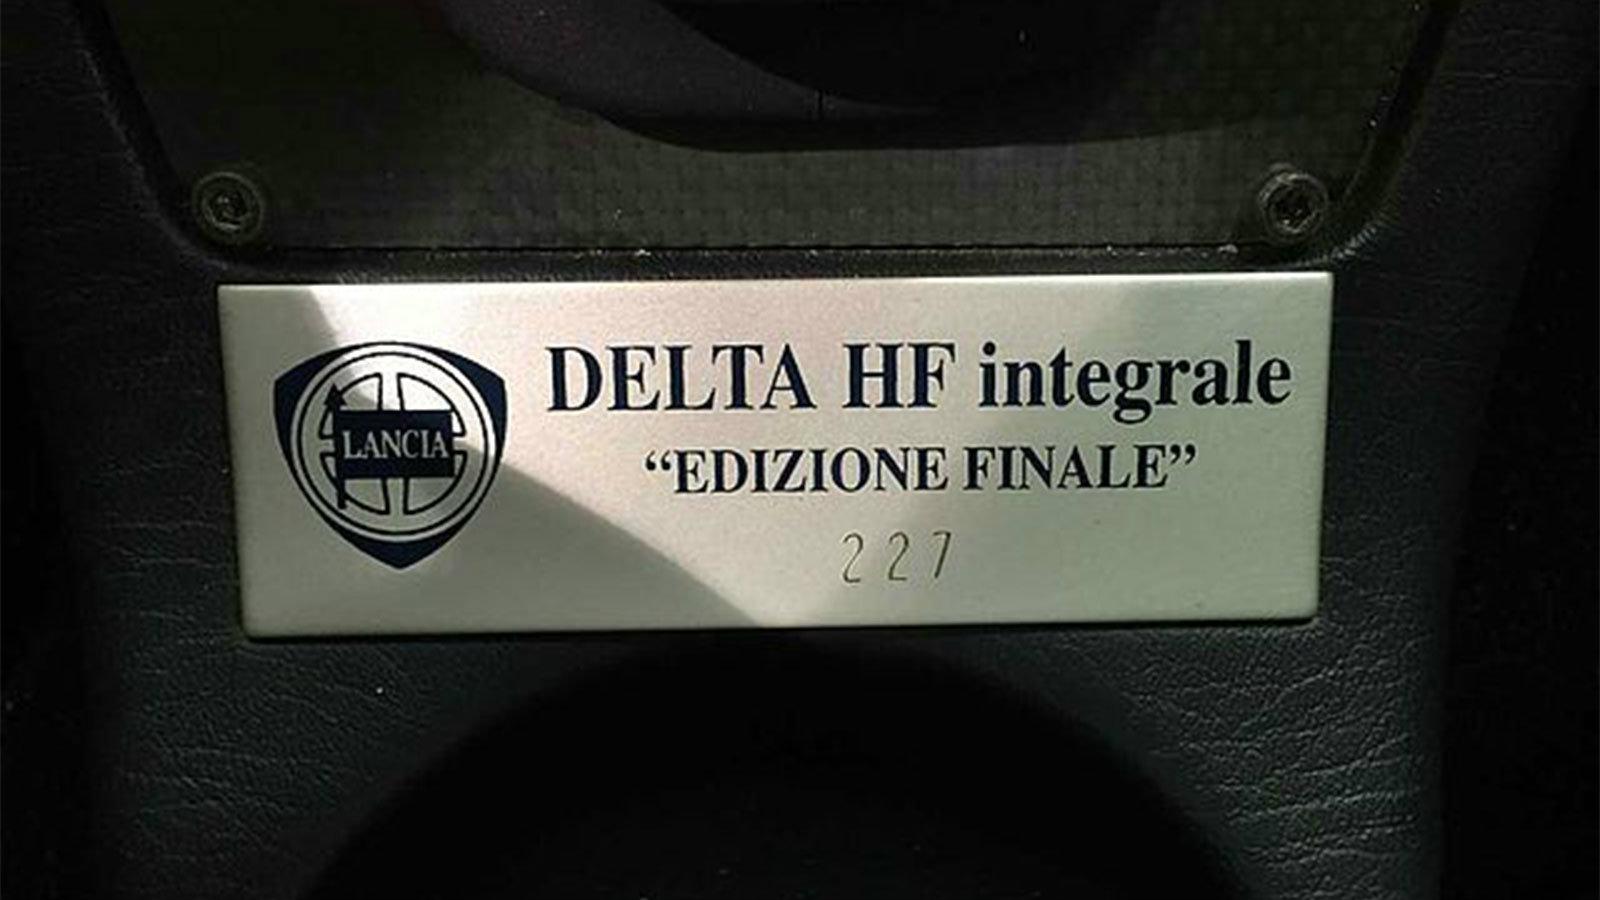 LANCIA
DELTA HF integrale
“EDIZIONE FINALE”
227